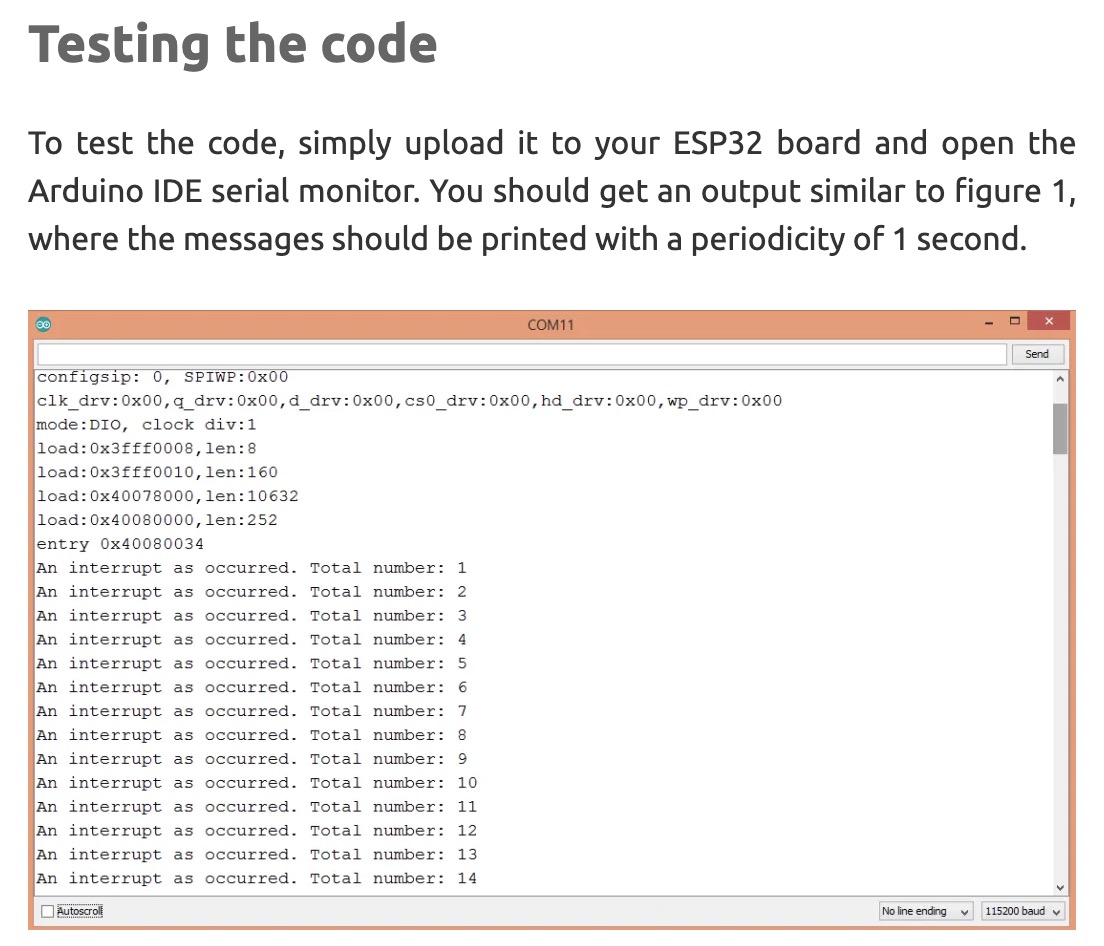 Testing the code
To test the code, simply upload it to your ESP32 board and open the
Arduino IDE serial monitor. You should get an output similar to figure 1,
where the messages should be printed with a periodicity of 1 second.
COM11
Send
configsip: 0, SPIWP:0x00
clk_drv:0x00,q_drv:0x00,d_drv:0x00,cs0_drv:0x00,hd_drv:0x00,wp_drv:0x00
mode:DIO, clock div:1
load:0x3fff0008,len:8
load:0x3fff0010,len:160
load:0x40078000,len:10632
load:0x40080000,len:252
entry 0x40080034
An interrupt as occurred. Total number: 1
An interrupt as occurred. Total number: 2
An interrupt as occurred. Total number: 3
An interrupt as occurred. Total number: 4
An interrupt as occurred. Total number: 5
An interrupt as occurred. Total number: 6
An interrupt as occurred. Total number: 7
An interrupt as occurred. Total number: 8
An interrupt as occurred. Total number: 9
An interrupt as occurred. Total number: 10
An interrupt as occurred. Total number: 11
An interrupt as occurred. Total number: 12
An interrupt as occurred. Total number: 13
An interrupt as occurred. Total number: 14
Autoscroll
No line ending
115200 baud